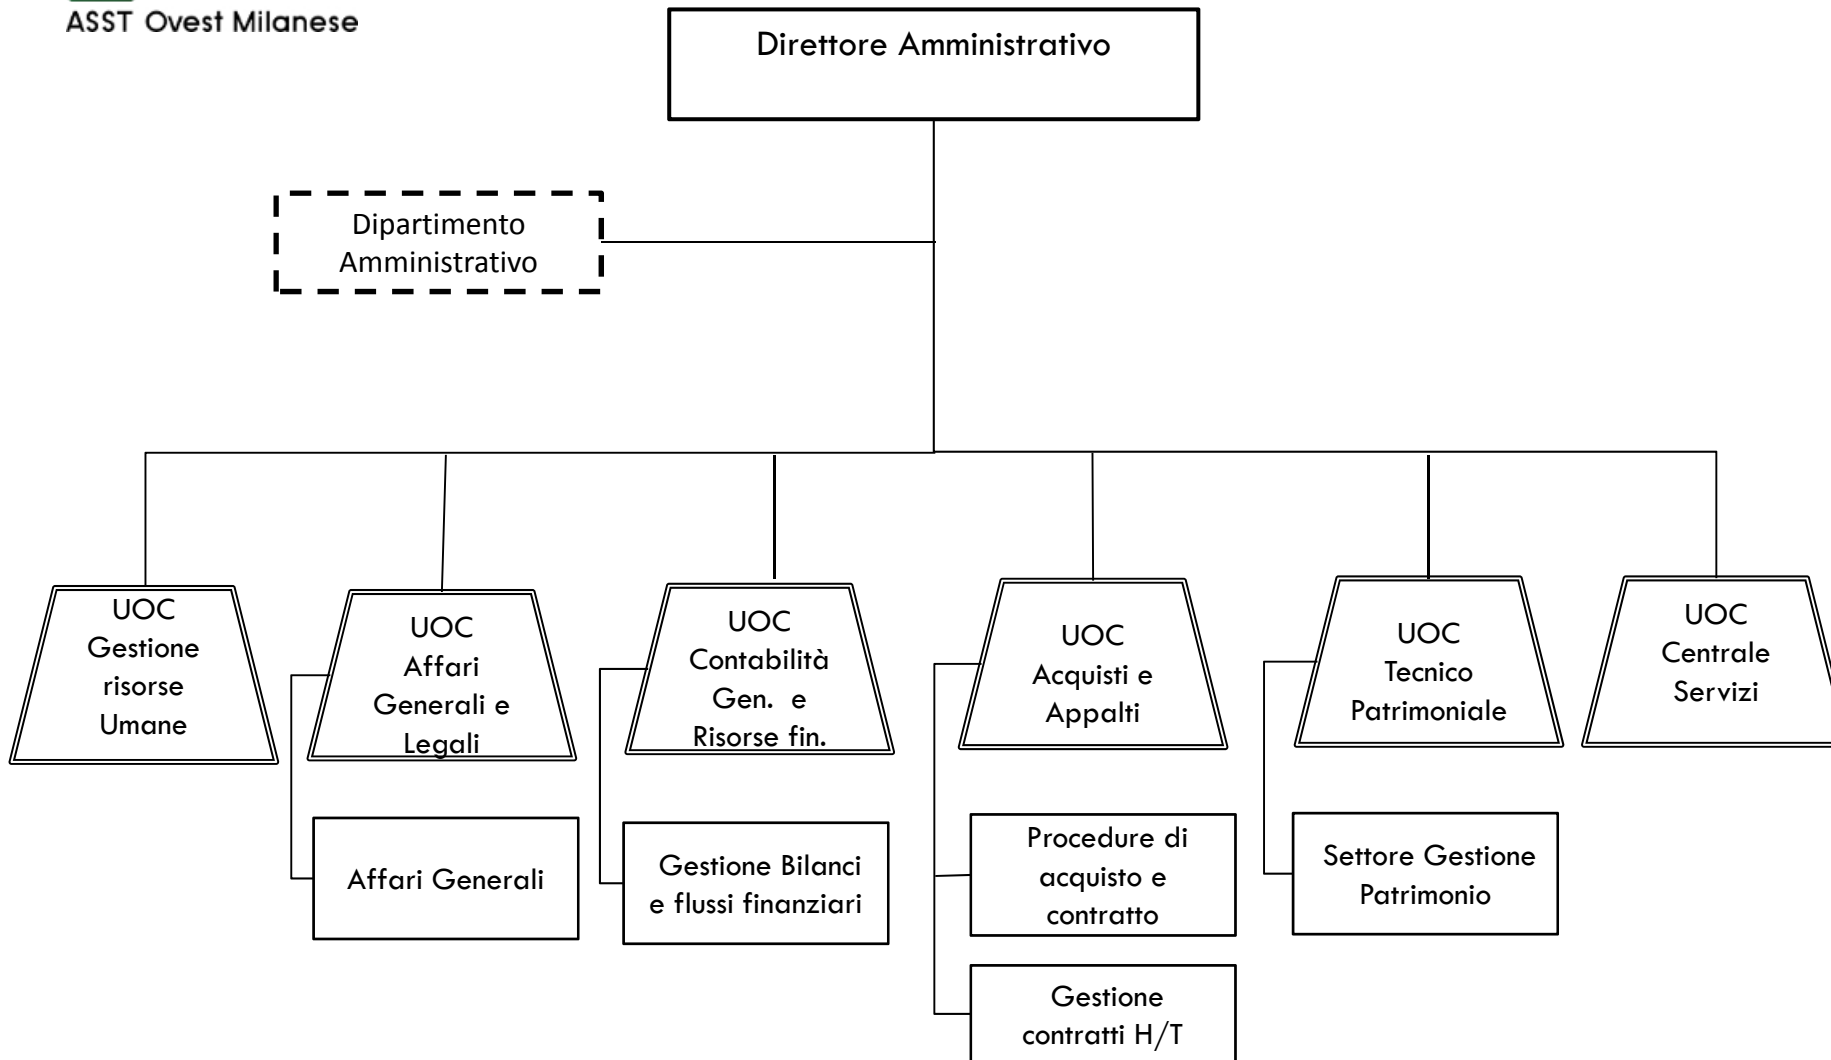 ASST Ovest Milanese
Direttore Amministrativo
Dipartimento
Amministrativo
UOC
Gestione
risorse
Umane
UOC
Affari
Generali e
Legali
UOC
Contabilità
Gen. e
Risorse fin.
UOC
Acquisti e
Appalti
UOC
Tecnico
Patrimoniale
UOC
Centrale
Servizi
Affari Generali
Gestione Bilanci
e flussi finanziari
Procedure di
acquisto e
contratto
Settore Gestione
Patrimonio
Gestione
contratti H/T